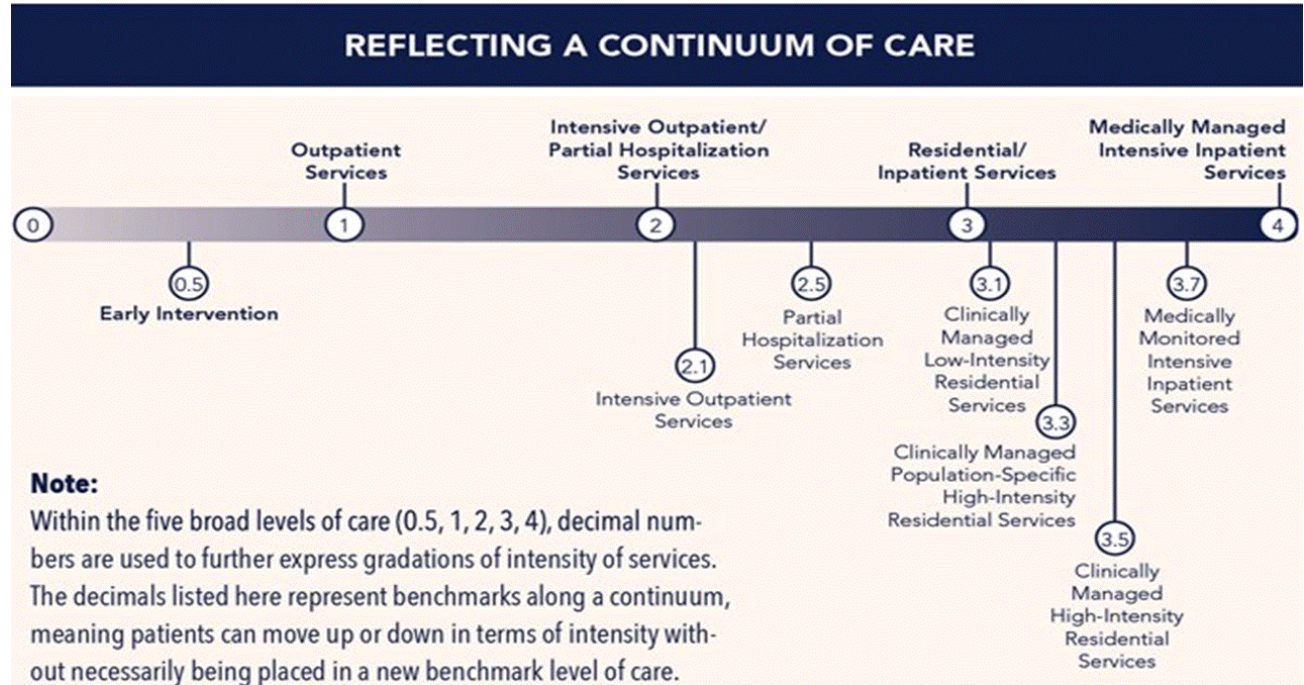 REFLECTING A CONTINUUM OF CARE
Outpatient
Services
Intensive Outpatient/
Partial Hospitalization
Services
Residential/
Inpatient Services
Medically Managed
Intensive Inpatient
Services
0
1
2
3
4
0.5
Early Intervention
2.1
Intensive Outpatient
Services
2.5
Partial
Hospitalization
Services
3.1
Clinically
Managed
Low-Intensity
Residential
Services
3.3
Clinically Managed
Population-Specific
High-Intensity
Residential Services
3.5
Clinically
Managed
High-Intensity
Residential
Services
3.7
Medically
Monitored
Intensive
Inpatient
Services
Note:
Within the five broad levels of care (0.5, 1, 2, 3, 4), decimal num-
bers are used to further express gradations of intensity of services.
The decimals listed here represent benchmarks along a continuum,
meaning patients can move up or down in terms of intensity with-
out necessarily being placed in a new benchmark level of care.